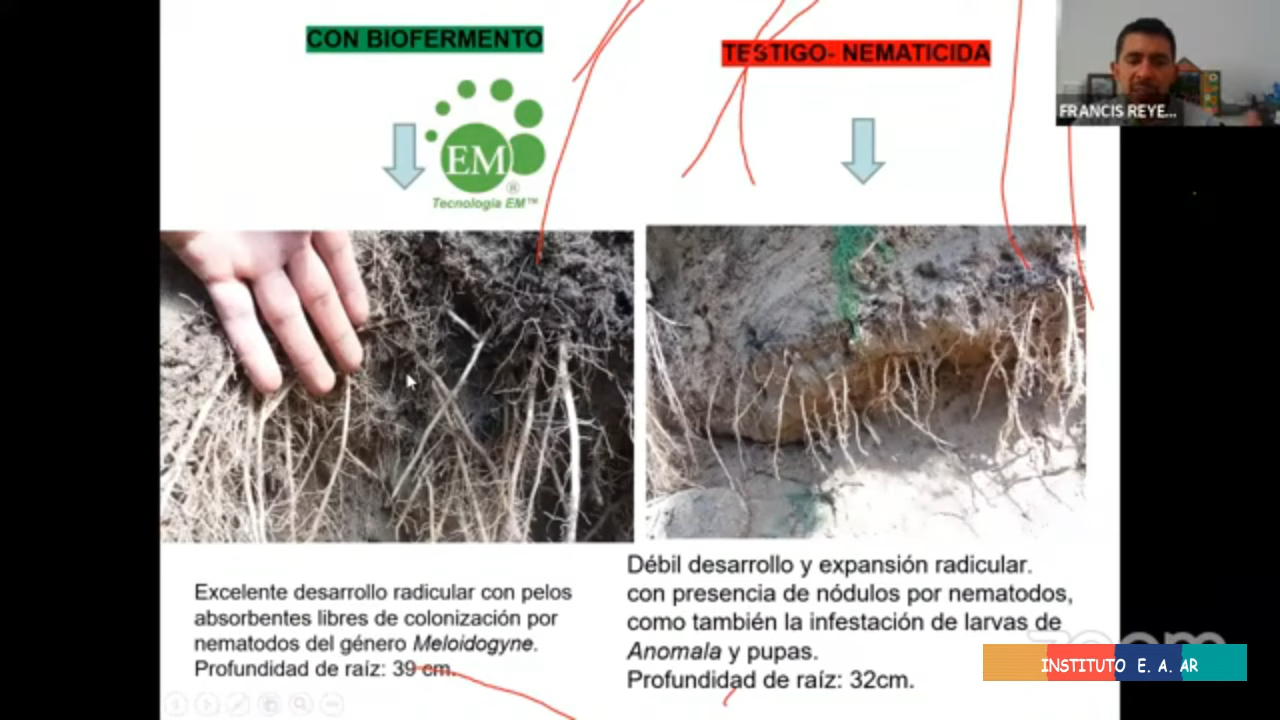 CON BIOFERMENTO
TESTIGO- NEMATICIDA
FRANCIS REYE...
EM
®
Tecnología EM™
Excelente desarrollo radicular con pelos
absorbentes libres de colonización por
nematodos del género Meloidogyne.
Profundidad de raíz: 39 cm.
Débil desarrollo y expansión radicular.
con presencia de nódulos por nematodos,
como también la infestación de larvas de
Anomala y pupas.
Profundidad de raíz: 32cm.
zoom
INSTITUTO E. A. AR